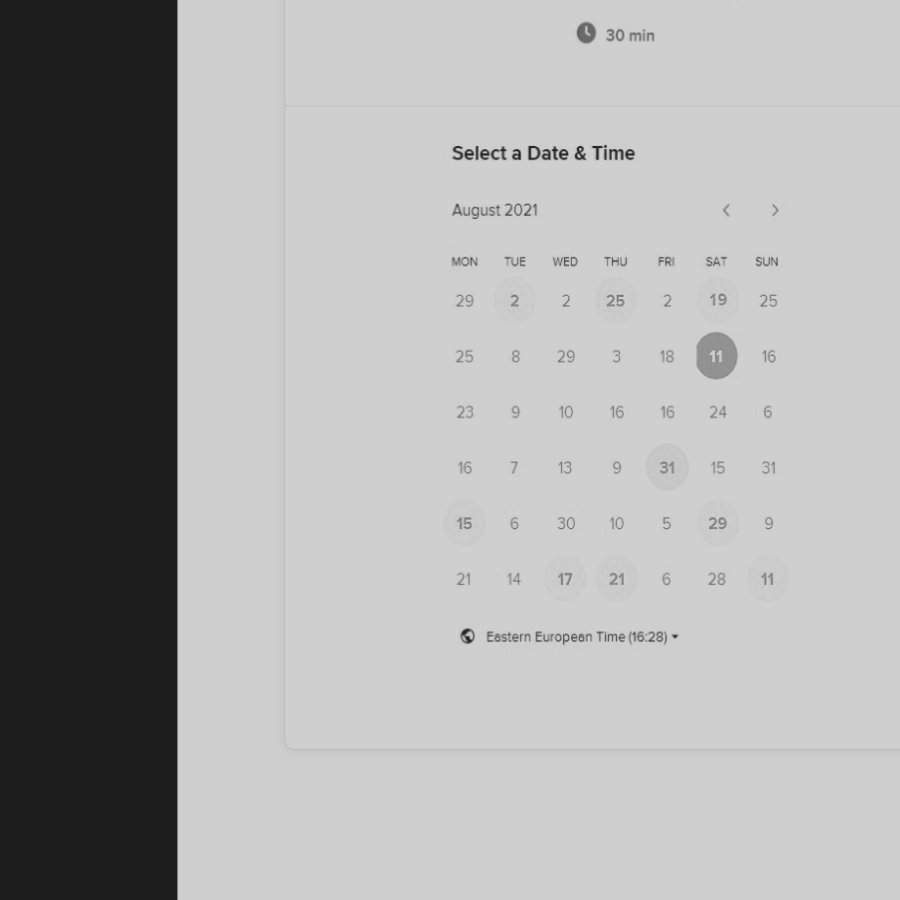 30 min
Select a Date & Time
August 2021
MON TUE WED THU FRI SAT SUN
29 2 2 25 2 19 25
25 8 29 3 18 11 16
23 9 10 16 16 24 6
16 7 13 9 31 15 31
15 6 30 10 5 29 9
21 14 17 21 6 28 11
Eastern European Time (16:28)